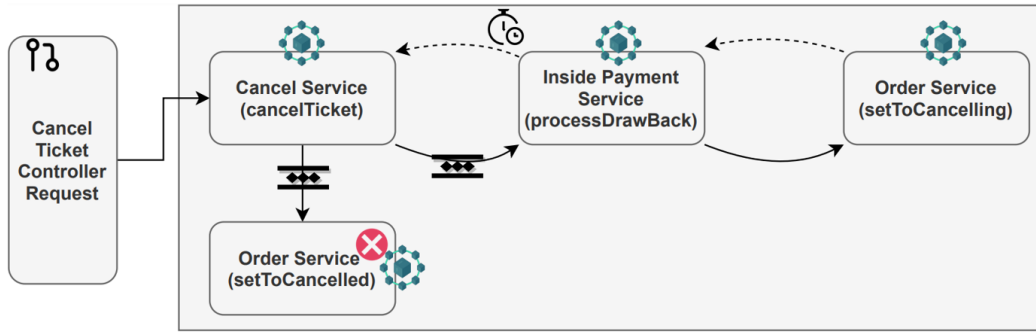 Cancel
Ticket
Controller
Request
Cancel Service
(cancelTicket)
Inside Payment
Service
(processDrawBack)
Order Service
(setToCancelling)
Order Service
(setToCancelled)